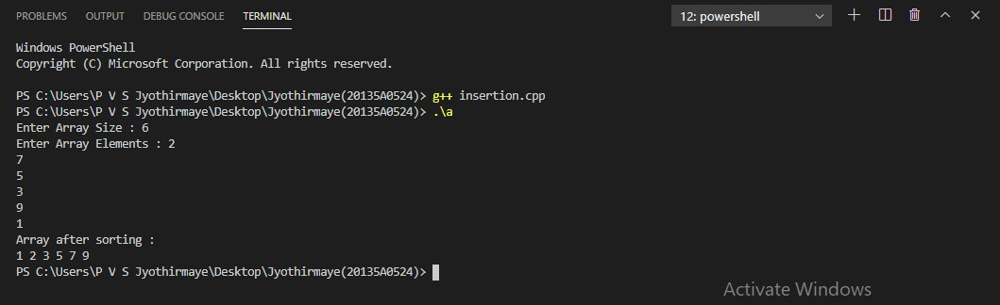 PROBLEMS OUTPUT DEBUG CONSOLE TERMINAL 12: powershell
Windows PowerShell
Copyright (C) Microsoft Corporation. All rights reserved.
PS C:\Users\P V S Jyothirmaye\Desktop\Jyothirmaye(20135A0524)> g++ insertion.cpp
PS C:\Users\P V S Jyothirmaye\Desktop\Jyothirmaye(20135A0524)> .\a
Enter Array Size : 6
Enter Array Elements : 2
7
5
3
9
1
Array after sorting :
1 2 3 5 7 9
PS C:\Users\P V S Jyothirmaye\Desktop\Jyothirmaye(20135A0524)>
Activate Windows